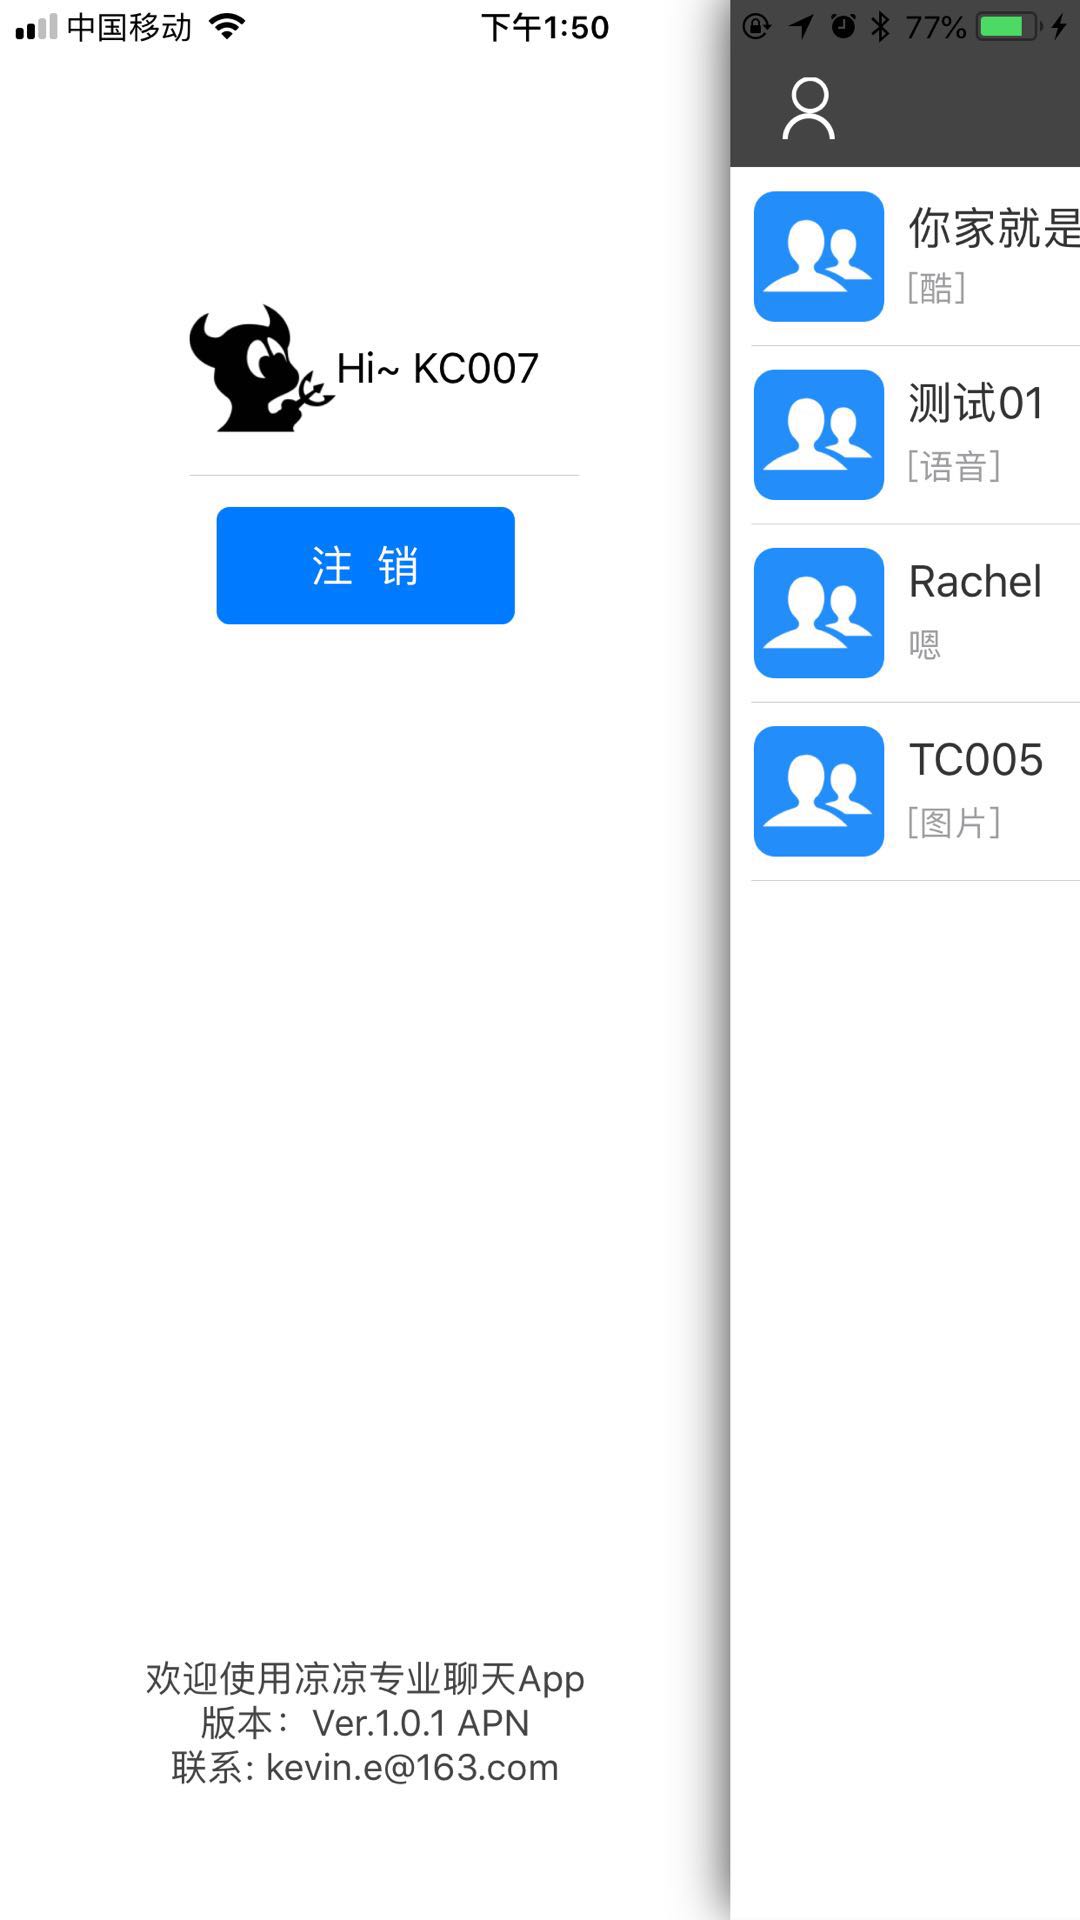 中国移动
下午1:50
77%
Hi~ KC007
注 销
欢迎使用凉凉专业聊天App
版本：Ver.1.0.1 APN
联系: kevin.e@163.com
你家就是
[酷]
测试01
[语音]
Rachel
嗯
TC005
[图片]